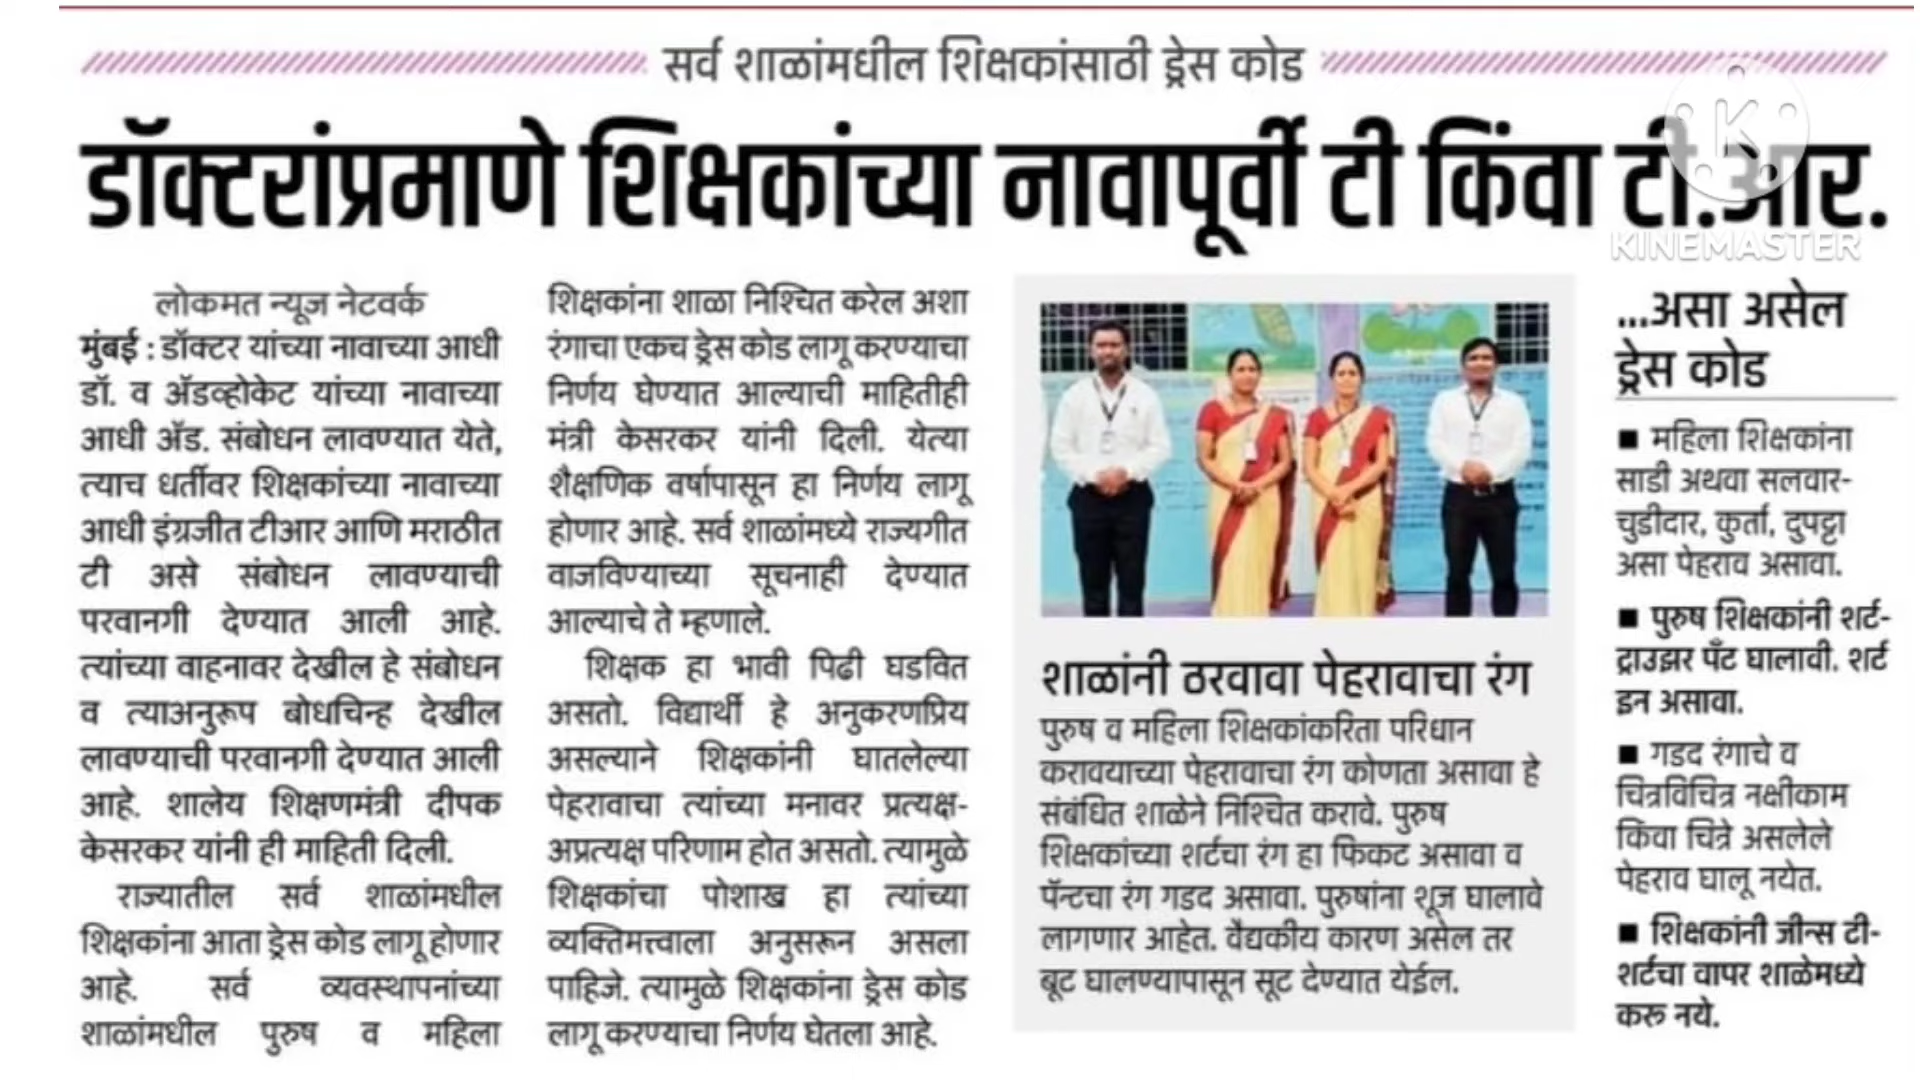 सर्व शाळांमधील शिक्षकांसाठी ड्रेस कोड
डॉक्टरांप्रमाणे शिक्षकांच्या नावापूर्वी टी किंवा टी.आर.
लोकमत न्यूज नेटवर्क
मुंबई : डॉक्टर यांच्या नावाच्या आधी
डॉ. व ॲडव्होकेट यांच्या नावाच्या
आधी ॲड. संबोधन लावण्यात येते,
त्याच धर्तीवर शिक्षकांच्या नावाच्या
आधी इंग्रजीत टीआर आणि मराठीत
टी असे संबोधन लावण्याची
परवानगी देण्यात आली आहे.
त्यांच्या वाहनावर देखील हे संबोधन
व त्याअनुरूप बोधचिन्ह देखील
लावण्याची परवानगी देण्यात आली
आहे. शालेय शिक्षणमंत्री दीपक
केसरकर यांनी ही माहिती दिली.
राज्यातील सर्व शाळांमधील
शिक्षकांना आता ड्रेस कोड लागू होणार
आहे. सर्व व्यवस्थापनांच्या
शाळांमधील पुरुष व महिला
शिक्षकांना शाळा निश्चित करेल अशा
रंगाचा एकच ड्रेस कोड लागू करण्याचा
निर्णय घेण्यात आल्याची माहितीही
मंत्री केसरकर यांनी दिली. येत्या
शैक्षणिक वर्षापासून हा निर्णय लागू
होणार आहे. सर्व शाळांमध्ये राज्यगीत
वाजविण्याच्या सूचनाही देण्यात
आल्याचे ते म्हणाले.
शिक्षक हा भावी पिढी घडवित
असतो. विद्यार्थी हे अनुकरणप्रिय
असल्याने शिक्षकांनी घातलेल्या
पेहरावाचा त्यांच्या मनावर प्रत्यक्ष-
अप्रत्यक्ष परिणाम होत असतो. त्यामुळे
शिक्षकांचा पोशाख हा त्यांच्या
व्यक्तिमत्त्वाला अनुसरून असला
पाहिजे. त्यामुळे शिक्षकांना ड्रेस कोड
लागू करण्याचा निर्णय घेतला आहे.
शाळांनी ठरवावा पेहरावाचा रंग
पुरुष व महिला शिक्षकांकरिता परिधान
करावयाच्या पेहरावाचा रंग कोणता असावा हे
संबंधित शाळेने निश्चित करावे. पुरुष
शिक्षकांच्या शर्टचा रंग हा फिकट असावा व
पॅन्टचा रंग गडद असावा. पुरुषांना शूज घालावे
लागणार आहेत. वैद्यकीय कारण असेल तर
बूट घालण्यापासून सूट देण्यात येईल.
...असा असेल
ड्रेस कोड
■ महिला शिक्षकांना
साडी अथवा सलवार-
चुडीदार, कुर्ता, दुपट्टा
असा पेहराव असावा.
■ पुरुष शिक्षकांनी शर्ट-
ट्राउझर पँट घालावी. शर्ट
इन असावा.
■ गडद रंगाचे व
चित्रविचित्र नक्षीकाम
किंवा चित्रे असलेले
पेहराव घालू नयेत.
■ शिक्षकांनी जीन्स टी-
शर्टचा वापर शाळेमध्ये
करू नये.
K
KINEMASTER